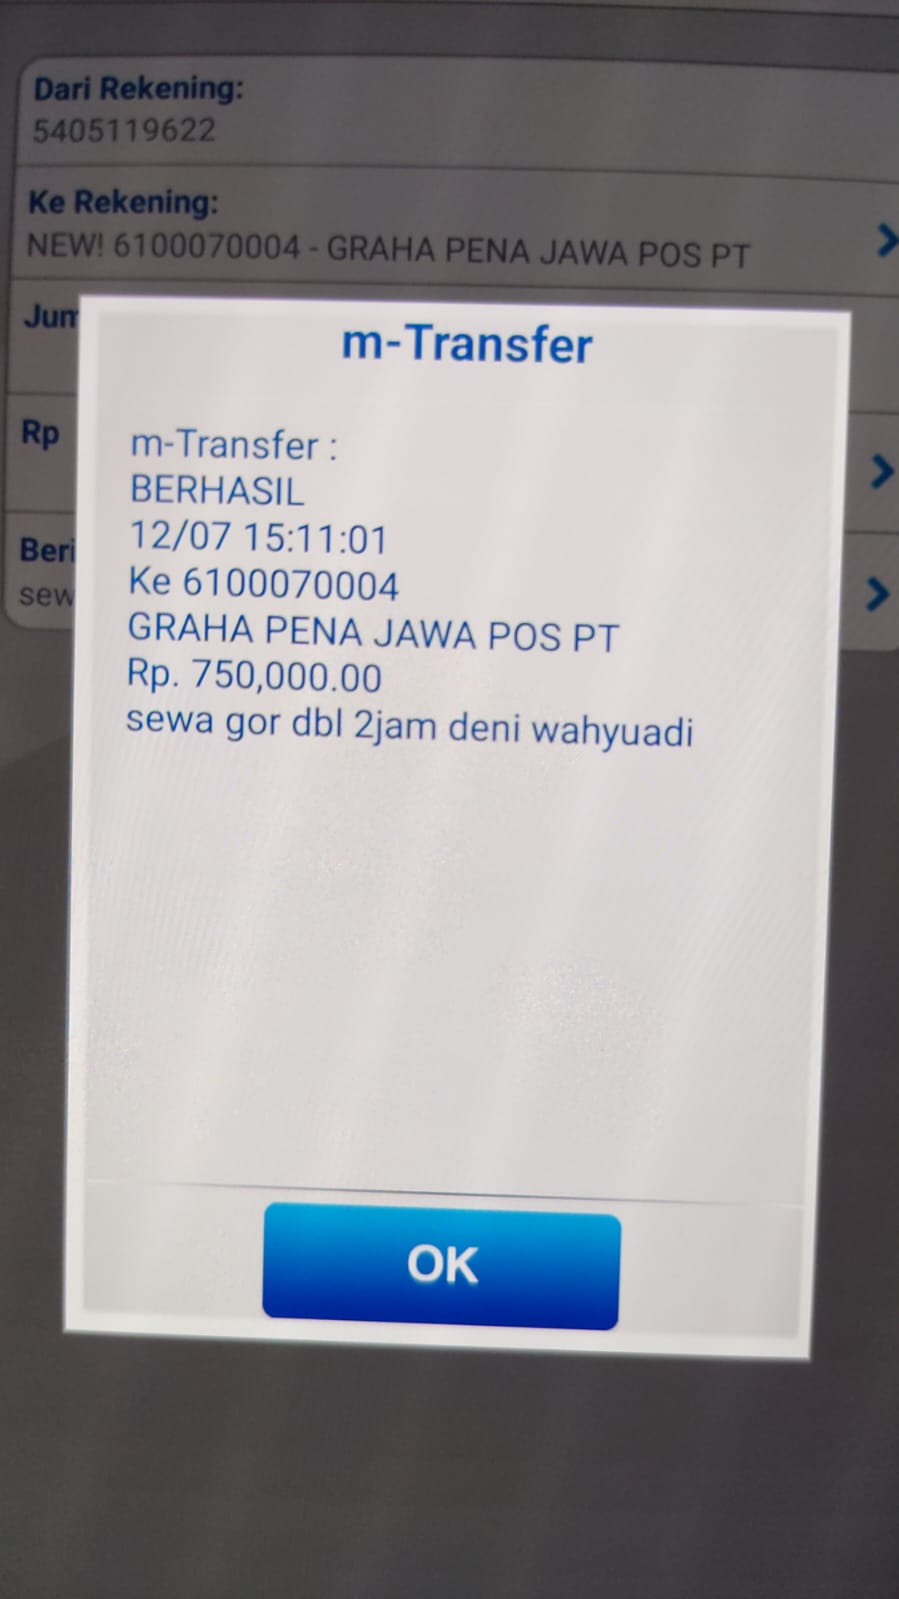 Dari Rekening:
5405119622
Ke Rekening:
NEW! 6100070004 - GRAHA PENA JAWA POS PT
Jum
Rp
Beri
sew
m-Transfer
m-Transfer :
BERHASIL
12/07 15:11:01
Ke 6100070004
GRAHA PENA JAWA POS PT
Rp. 750,000.00
sewa gor dbl 2jam deni wahyuadi
OK